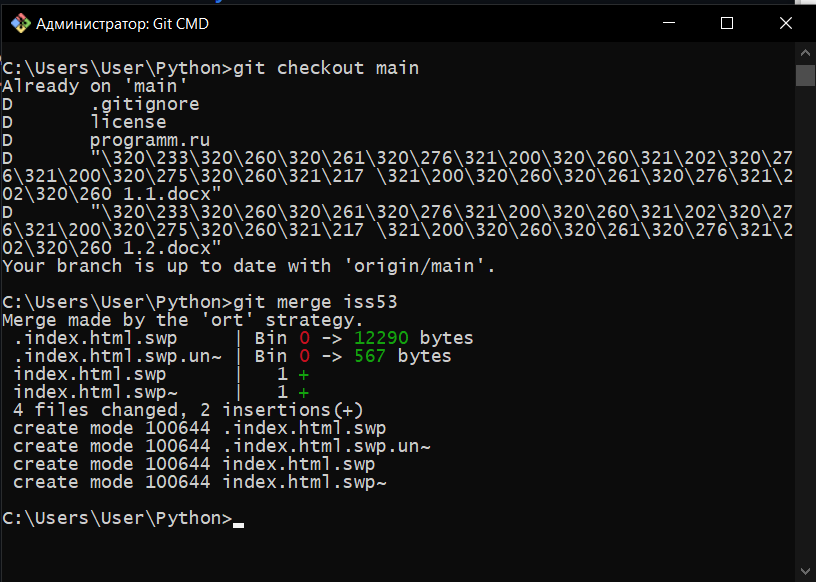 Администратор: Git CMD
C:\Users\User\Python>git checkout main
Already on 'main'
D       .gitignore
D       license
D       programm.ru
D       "\320\233\320\260\320\261\320\276\321\200\320\260\321\202\320\27
6\321\200\320\275\320\260\321\217 \321\200\320\260\320\261\320\276\321\2
02\320\260 1.1.docx"
D       "\320\233\320\260\320\261\320\276\321\200\320\260\321\202\320\27
6\321\200\320\275\320\260\321\217 \321\200\320\260\320\261\320\276\321\2
02\320\260 1.2.docx"
Your branch is up to date with 'origin/main'.
C:\Users\User\Python>git merge iss53
Merge made by the 'ort' strategy.
 .index.html.swp     | Bin 0 -> 12290 bytes
 .index.html.swp.un~ | Bin 0 -> 567 bytes
 index.html.swp      |   1 +
 index.html.swp~     |   1 +
 4 files changed, 2 insertions(+)
 create mode 100644 .index.html.swp
 create mode 100644 .index.html.swp.un~
 create mode 100644 index.html.swp
 create mode 100644 index.html.swp~
C:\Users\User\Python>